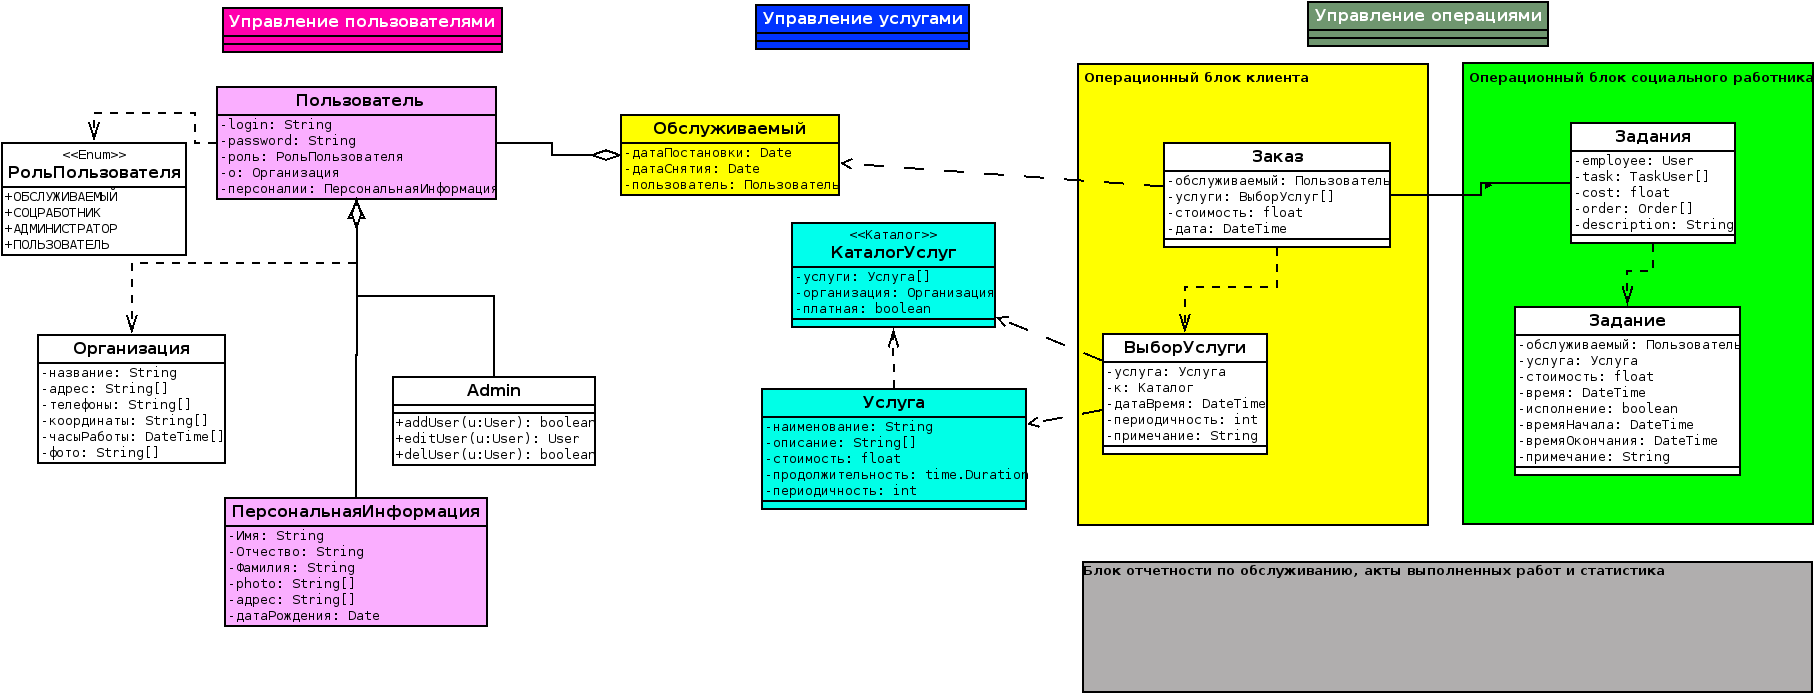 Управление пользователями
Управление услугами
Управление операциями
Пользователь
-login: String
-password: String
-роль: РольПользователя
-о: Организация
-персоналии: ПерсональнаяИнформация
<<Enum>>
РольПользователя
+ОБСЛУЖИВАЕМЫЙ
+СОЦРАБОТНИК
+АДМИНИСТРАТОР
+ПОЛЬЗОВАТЕЛЬ
Организация
-название: String
-адрес: String[]
-телефоны: String[]
-координаты: String[]
-часыРаботы: DateTime[]
-фото: String[]
Admin
+addUser(u:User): boolean
+editUser(u:User): User
+delUser(u:User): boolean
ПерсональнаяИнформация
-Имя: String
-Отчество: String
-Фамилия: String
-photo: String[]
-адрес: String[]
-датаРождения: Date
Обслуживаемый
-датаПостановки: Date
-датаСнятия: Date
-пользователь: Пользователь
<<Каталог>>
КаталогУслуг
-услуги: Услуга[]
-организация: Организация
-платная: boolean
Услуга
-наименование: String
-описание: String[]
-стоимость: float
-продолжительность: time.Duration
-периодичность: int
Операционный блок клиента
Заказ
-обслуживаемый: Пользователь
-услуги: ВыборУслуг[]
-стоимость: float
-дата: DateTime
ВыборУслуги
-услуга: Услуга
-к: Каталог
-датаВремя: DateTime
-периодичность: int
-примечание: String
Операционный блок социального работника
Задания
-employee: User
-task: TaskUser[]
-cost: float
-order: Order[]
-description: String
Задание
-обслуживаемый: Пользователь
-услуга: Услуга
-стоимость: float
-время: DateTime
-исполнение: boolean
-времяНачала: DateTime
-времяОкончания: DateTime
-примечание: String
Блок отчетности по обслуживанию, акты выполненных работ и статистика